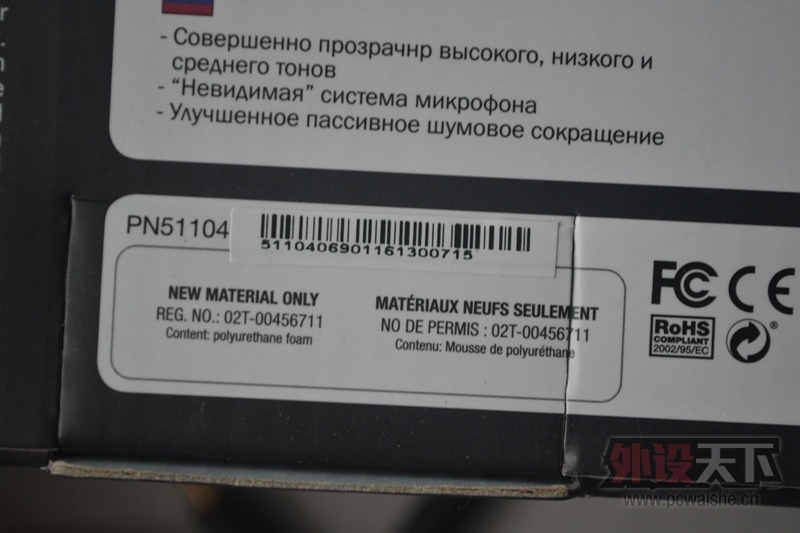 - Совершенно прозрачнр высокого, низкого и
среднего тонов
- “Невидимая” система микрофона
- Улучшенное пассивное шумовое сокращение
PN51104
5110406901161300715
NEW MATERIAL ONLY
REG. NO.: 02T-00456711
Content: polyurethane foam
MATÉRIAUX NEUFS SEULEMENT
NO DE PERMIS : 02T-00456711
Contenu: Mousse de polyuréthane
FC CE
RoHS
COMPLIANT
2002/95/EC
®
外设天下
www.pcwaishe.cn